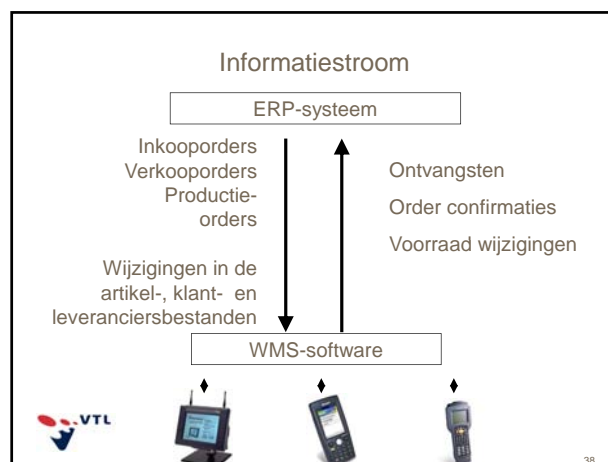 Informatiestroom
ERP-systeem
Inkooporders
Verkooporders
Productie-
orders
Wijzigingen in de
artikel-, klant- en
leveranciersbestanden
Ontvangsten
Order confirmaties
Voorraad wijzigingen
WMS-software
VTL
38